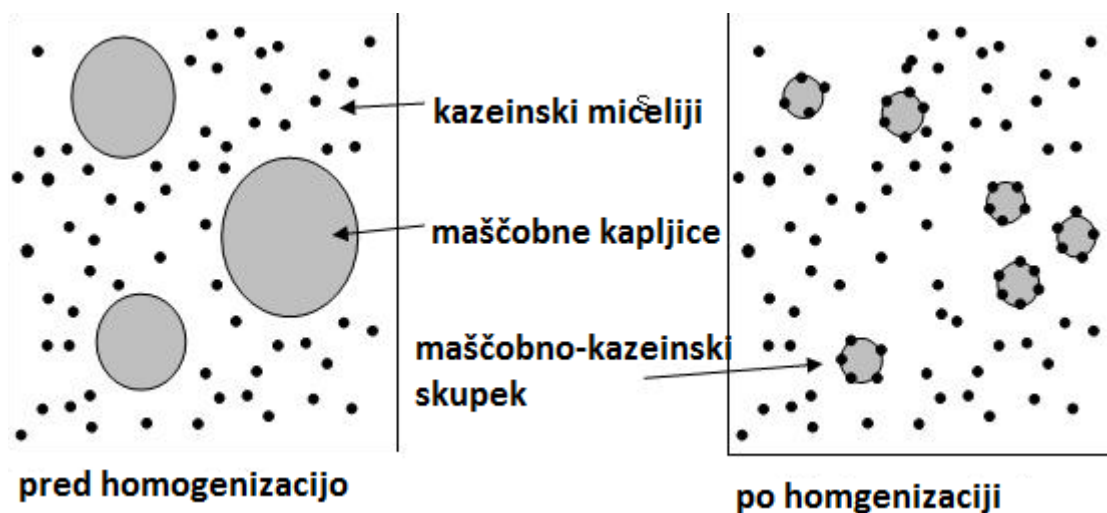 kazeinski miceliji
s
maščobne kapljice
maščobno-kazeinski
skupek
pred homogenizacijo
po homgenizaciji